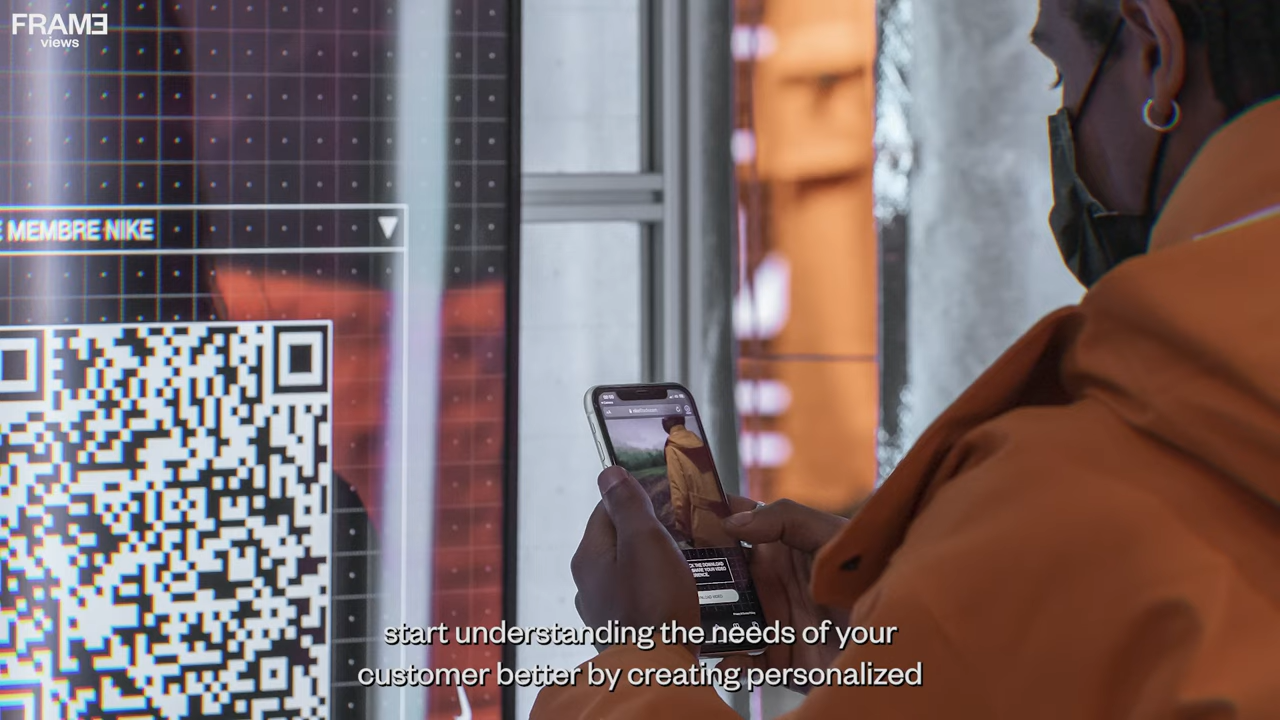 FRAME
views
MEMBRE NIKE
start understanding the needs of your
customer better by creating personalized